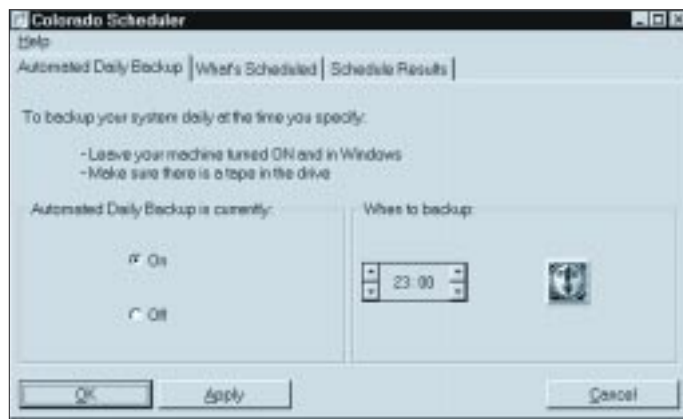 Colorado Scheduler
Help
Automated Daily Backup What's Scheduled Schedule Results
To backup your system daily at the time you specify:
-Leave your machine turned ON and in Windows
-Make sure there is a tape in the drive
Automated Daily Backup is currently:
On
Off
When to backup:
23:00
OK Apply Cancel